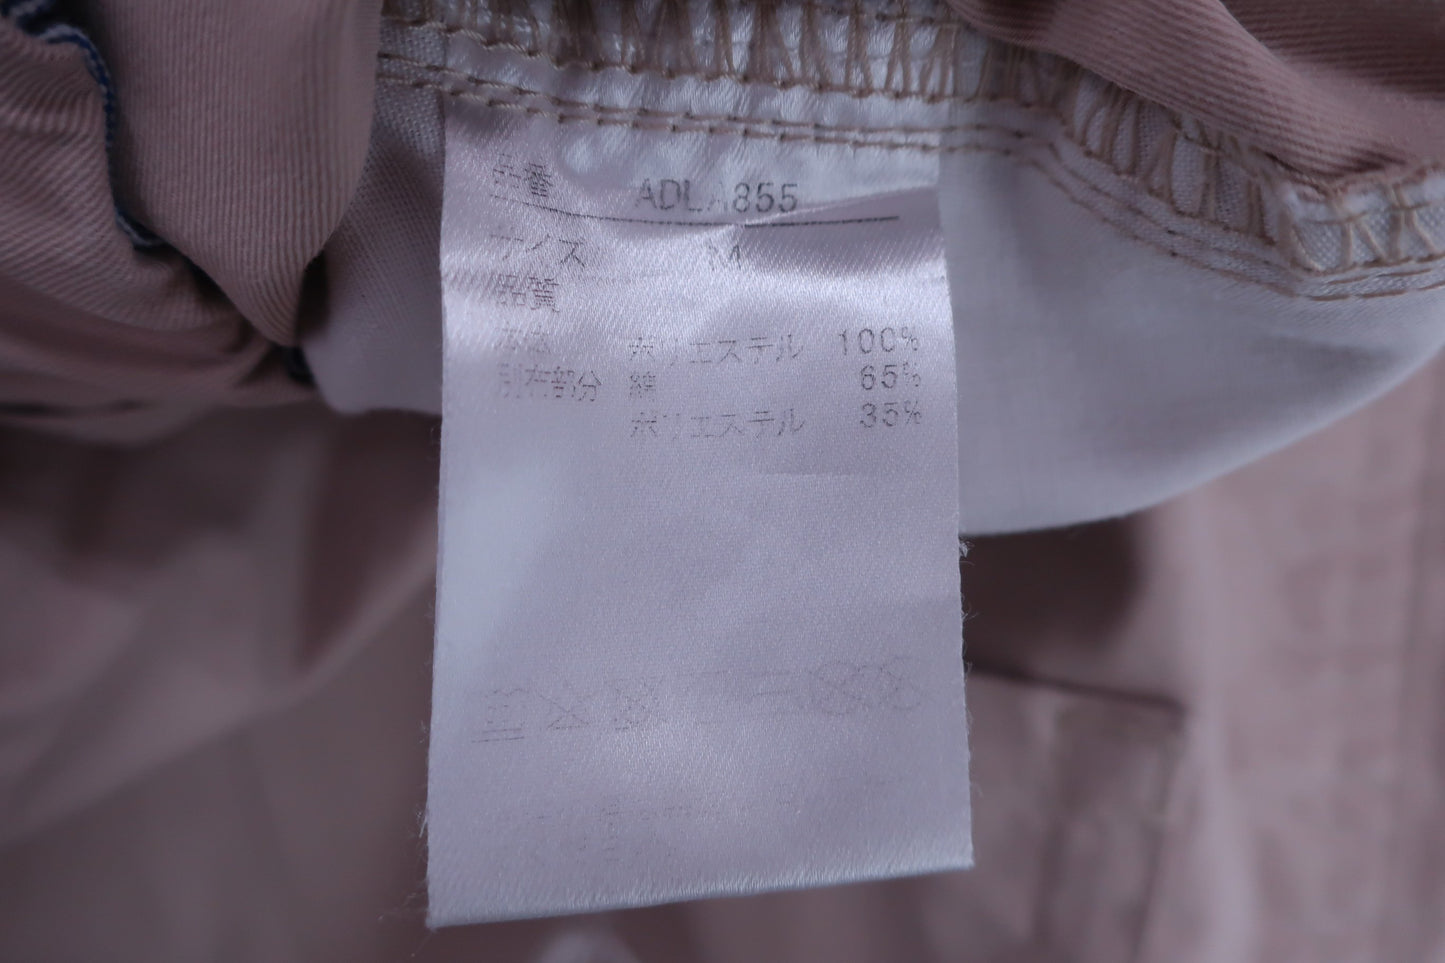 品番 ADLA855
サイズ M
品質
本体 ポリエステル 100%
別布部分 綿 65%
ポリエステル 35%